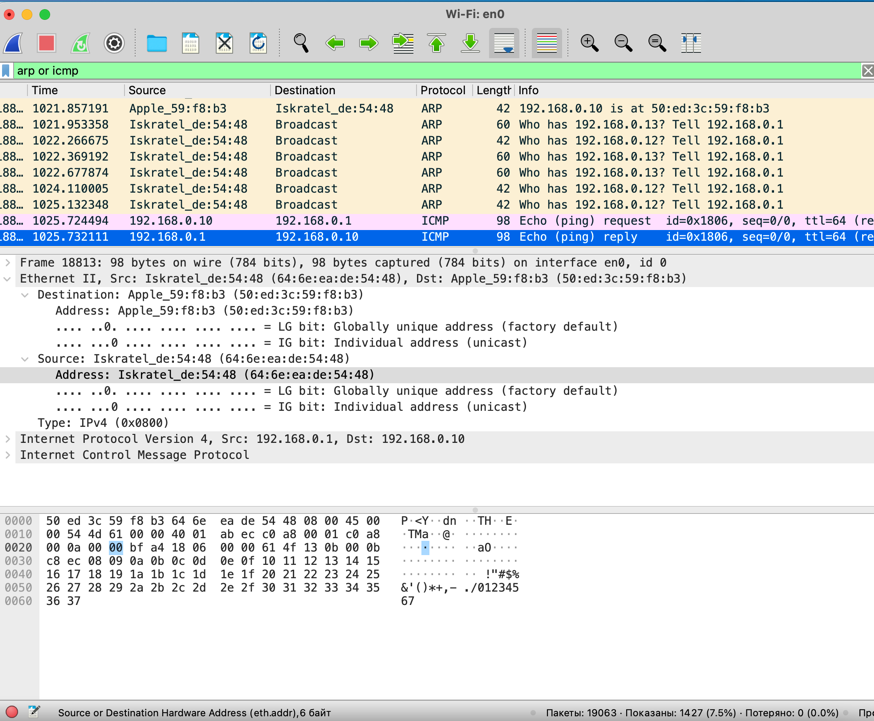 Wi-Fi: en0
arp or icmp
Time Source Destination Protocol Length Info
188… 1021.857191 Apple_59:f8:b3 Iskratel_de:54:48 ARP 42 192.168.0.10 is at 50:ed:3c:59:f8:b3
188… 1021.953358 Iskratel_de:54:48 Broadcast ARP 60 Who has 192.168.0.13? Tell 192.168.0.1
188… 1022.266675 Iskratel_de:54:48 Broadcast ARP 42 Who has 192.168.0.12? Tell 192.168.0.1
188… 1022.369192 Iskratel_de:54:48 Broadcast ARP 60 Who has 192.168.0.13? Tell 192.168.0.1
188… 1022.677874 Iskratel_de:54:48 Broadcast ARP 60 Who has 192.168.0.13? Tell 192.168.0.1
188… 1024.110005 Iskratel_de:54:48 Broadcast ARP 42 Who has 192.168.0.12? Tell 192.168.0.1
188… 1025.132348 Iskratel_de:54:48 Broadcast ARP 42 Who has 192.168.0.12? Tell 192.168.0.1
188… 1025.724494 192.168.0.10 192.168.0.1 ICMP 98 Echo (ping) request id=0x1806, seq=0/0, ttl=64 (re
188… 1025.732111 192.168.0.1 192.168.0.10 ICMP 98 Echo (ping) reply id=0x1806, seq=0/0, ttl=64 (re
Frame 18813: 98 bytes on wire (784 bits), 98 bytes captured (784 bits) on interface en0, id 0
Ethernet II, Src: Iskratel_de:54:48 (64:6e:ea:de:54:48), Dst: Apple_59:f8:b3 (50:ed:3c:59:f8:b3)
Destination: Apple_59:f8:b3 (50:ed:3c:59:f8:b3)
Address: Apple_59:f8:b3 (50:ed:3c:59:f8:b3)
.... ..0. .... .... .... .... = LG bit: Globally unique address (factory default)
.... ...0 .... .... .... .... = IG bit: Individual address (unicast)
Source: Iskratel_de:54:48 (64:6e:ea:de:54:48)
Address: Iskratel_de:54:48 (64:6e:ea:de:54:48)
.... ..0. .... .... .... .... = LG bit: Globally unique address (factory default)
.... ...0 .... .... .... .... = IG bit: Individual address (unicast)
Type: IPv4 (0x0800)
Internet Protocol Version 4, Src: 192.168.0.1, Dst: 192.168.0.10
Internet Control Message Protocol
0000 50 ed 3c 59 f8 b3 64 6e ea de 54 48 08 00 45 00 P·<Y··dn ··TH··E·
0010 00 54 4d 61 00 00 40 01 ab ec c0 a8 00 01 c0 a8 ·TMa··@· ········
0020 00 0a 00 00 bf a4 18 06 00 00 61 4f 13 0b 00 0b ········ ··aO····
0030 c8 ec 08 09 0a 0b 0c 0d 0e 0f 10 11 12 13 14 15 ········ ········
0040 16 17 18 19 1a 1b 1c 1d 1e 1f 20 21 22 23 24 25 ········ ·· !"#$%
0050 26 27 28 29 2a 2b 2c 2d 2e 2f 30 31 32 33 34 35 &'()*+,- ./012345
0060 36 37 67
Source or Destination Hardware Address (eth.addr),6 байт Пакеты: 19063 · Показаны: 1427 (7.5%) · Потеряно: 0 (0.0%) Про